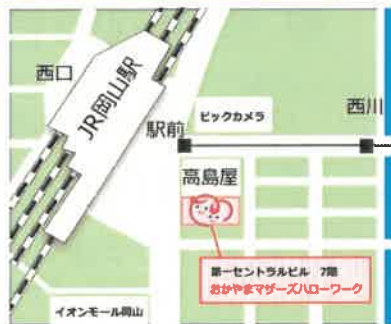 西口
JR岡山駅
駅前
ビックカメラ
西川
高島屋
第一セントラルビル 7階
おかやまマザーズハローワーク
イオンモール岡山